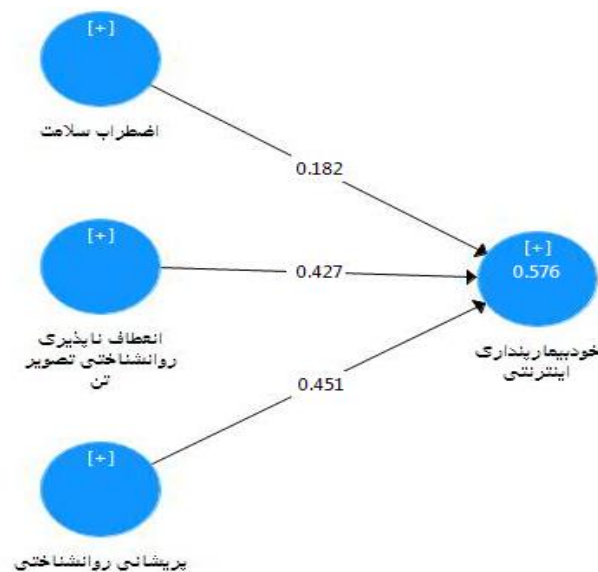 [+]
اضطراب سلامت
0.182
[+]
انعطاف ناپذیری
روانشناختی تصویر
تن
0.427
[+]
0.576
خودبیمارپنداری
اینترنتی
0.451
[+]
پریشانی روانشناختی